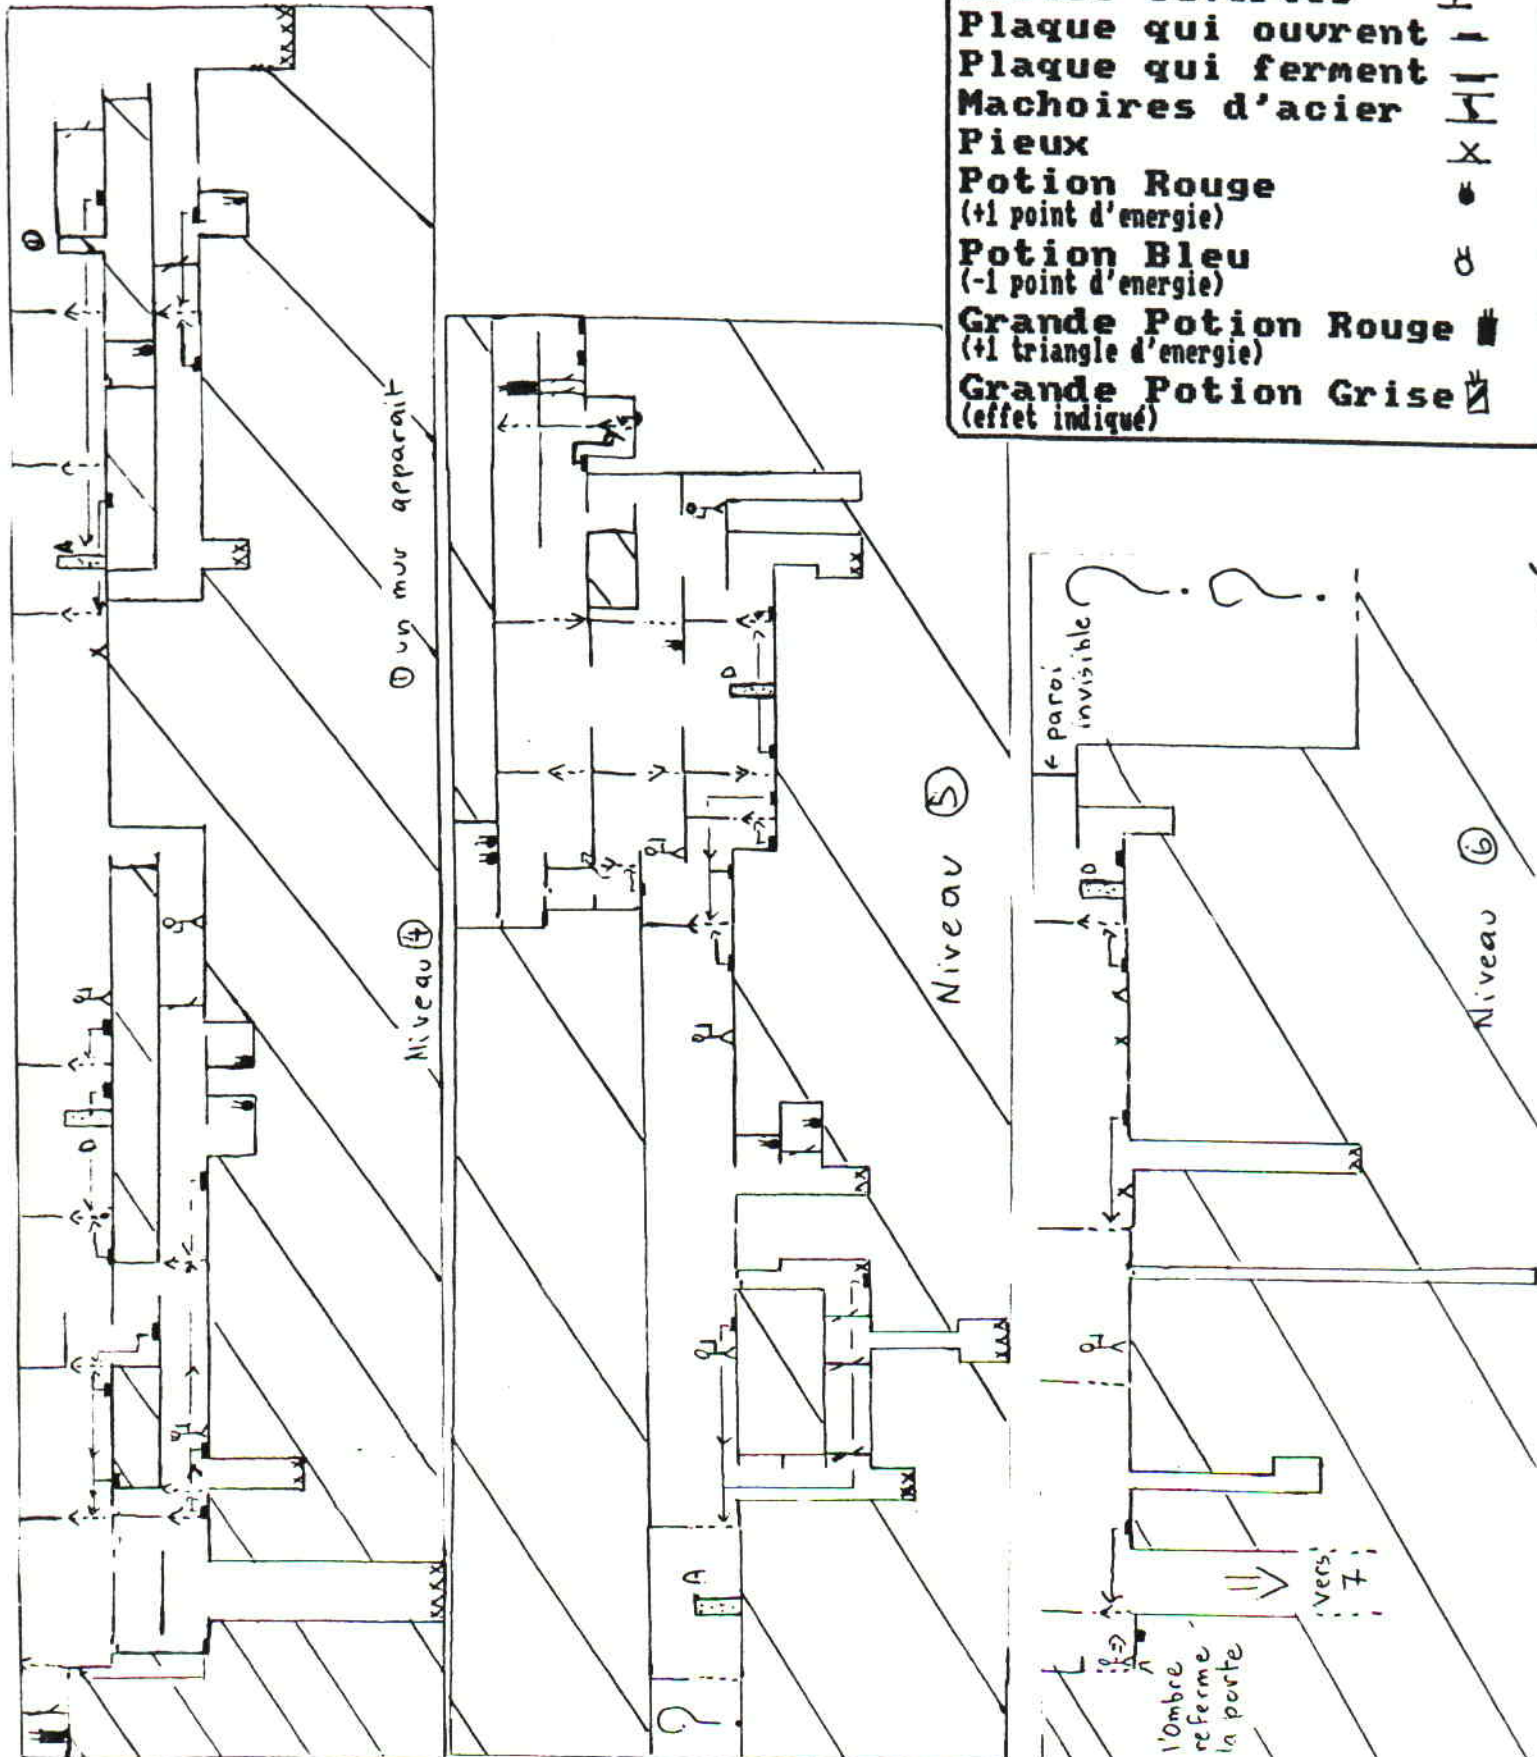 Plaque qui ouvrent
Plaque qui ferment
Machoires d'acier
Pieux
Potion Rouge
(+1 point d'energie)
Potion Bleu
(-1 point d'energie)
Grande Potion Rouge
(+1 triangle d'energie)
Grande Potion Grise
(effet indiqué)
① un mur apparait
①
A
D
Niveau ④
D
A
?
Niveau ⑤
← paroi
invisible
? ?
D
Niveau ⑥
vers
7
l'Ombre
referme
la porte